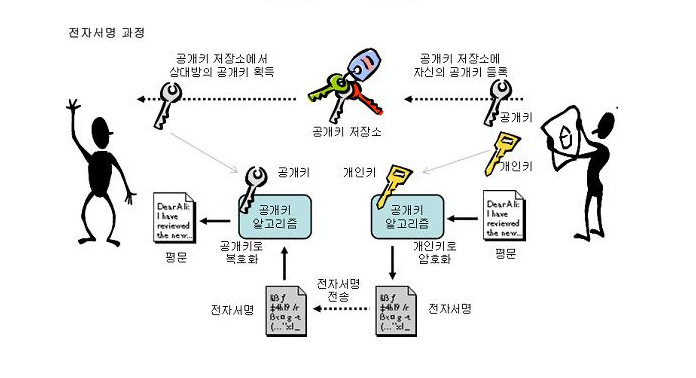 전자서명 과정
공개키 저장소에서
상대방의 공개키 획득
공개키 저장소에
자신의 공개키 등록
공개키 저장소
공개키
개인키
공개키
개인키
공개키
알고리즘
공개키
알고리즘
Dear Ali:
I have
reviewed
the new...
평문
공개키로
복호화
개인키로
암호화
Dear Ali:
I have
reviewed
the new...
평문
전자서명
전자서명
전송
전자서명